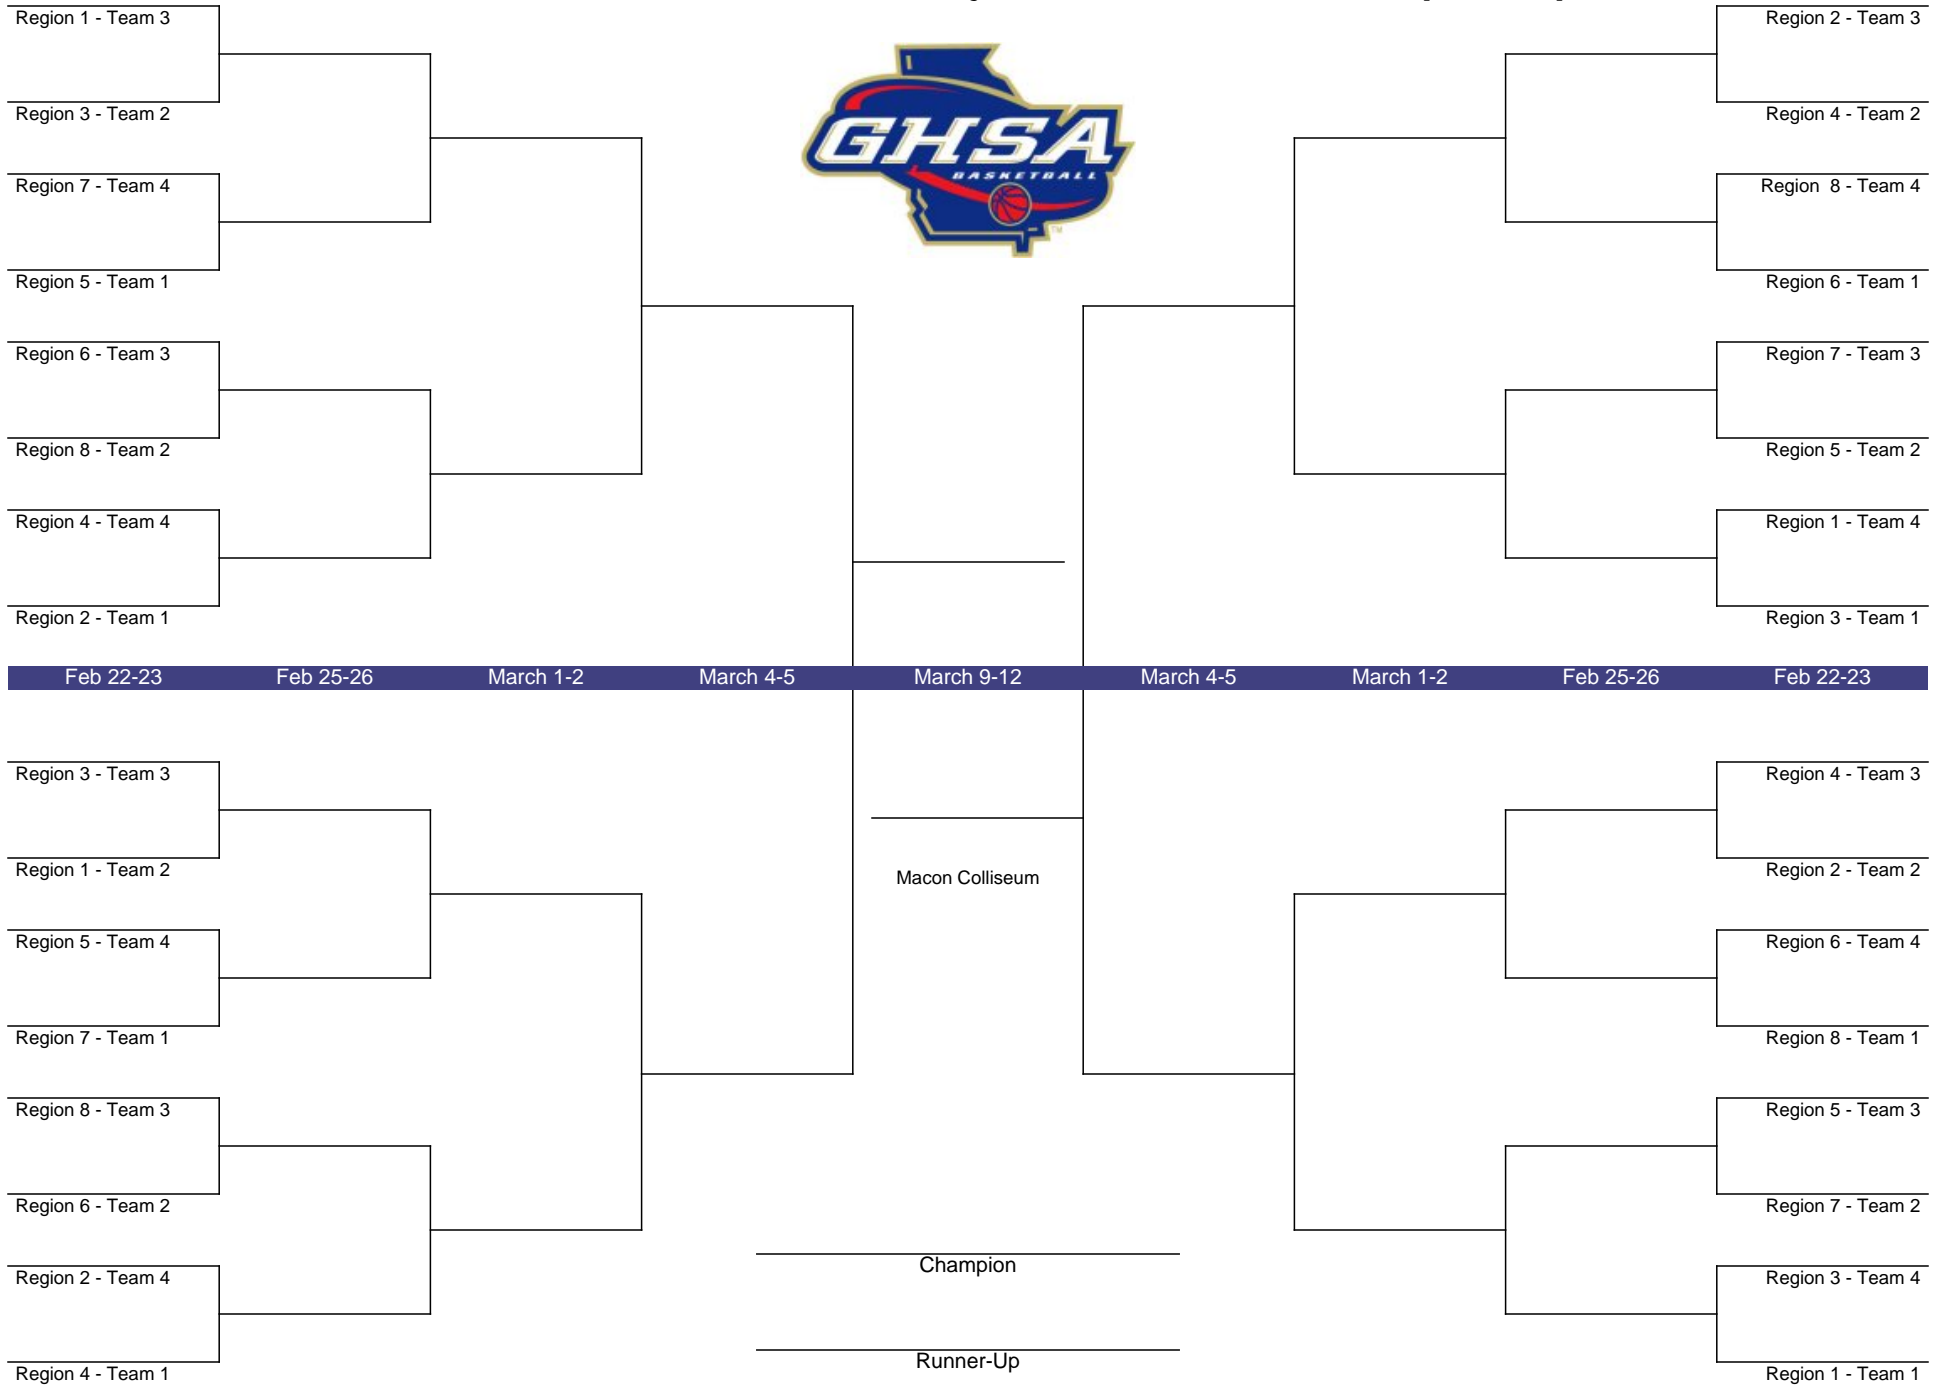 Region 1 - Team 3
Region 3 - Team 2
Region 7 - Team 4
Region 5 - Team 1
Region 6 - Team 3
Region 8 - Team 2
Region 4 - Team 4
Region 2 - Team 1
GHSA
BASKETBALL
TM
Region 2 - Team 3
Region 4 - Team 2
Region 8 - Team 4
Region 6 - Team 1
Region 7 - Team 3
Region 5 - Team 2
Region 1 - Team 4
Region 3 - Team 1
Feb 22-23 Feb 25-26 March 1-2 March 4-5 March 9-12 March 4-5 March 1-2 Feb 25-26 Feb 22-23
Region 3 - Team 3
Region 1 - Team 2
Region 5 - Team 4
Region 7 - Team 1
Region 8 - Team 3
Region 6 - Team 2
Region 2 - Team 4
Region 4 - Team 1
Macon Colliseum
Champion
Runner-Up
Region 4 - Team 3
Region 2 - Team 2
Region 6 - Team 4
Region 8 - Team 1
Region 5 - Team 3
Region 7 - Team 2
Region 3 - Team 4
Region 1 - Team 1